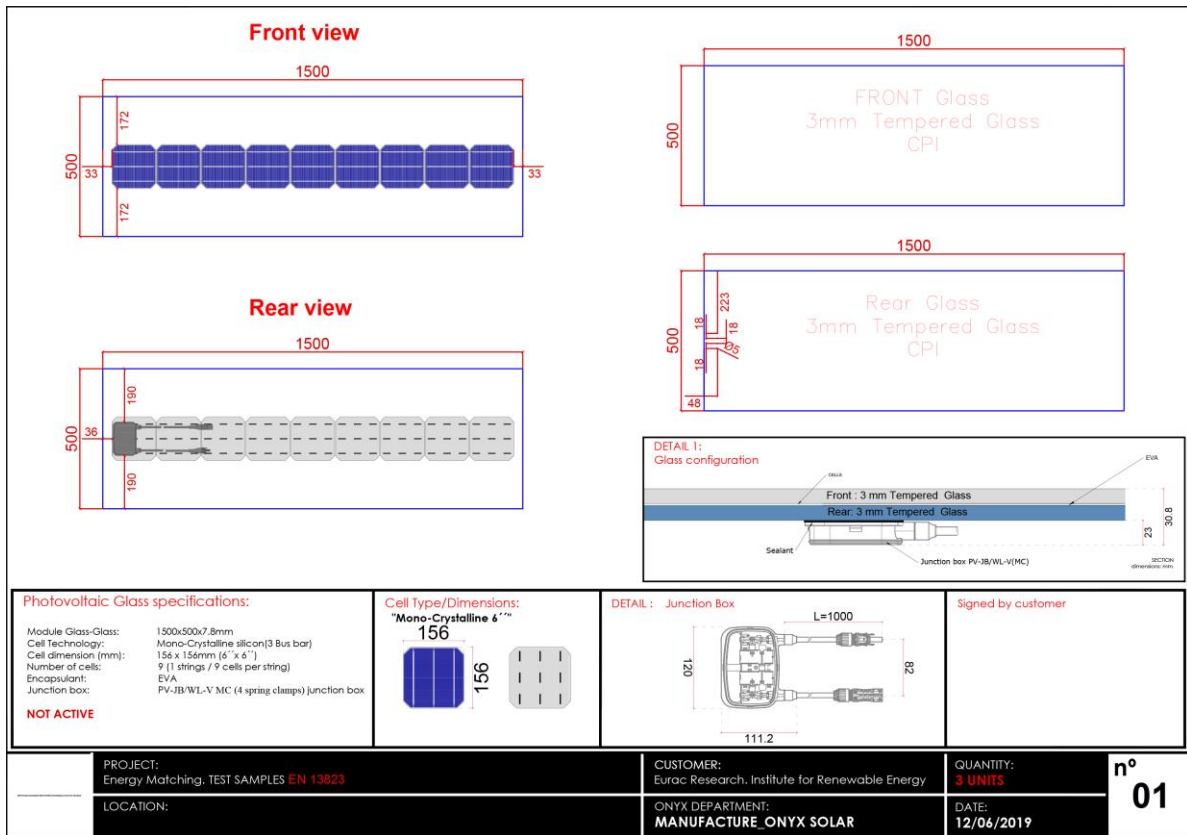 Front view
1500
500
172
33
33
172
Rear view
1500
500
190
36
190
1500
500
FRONT Glass
3mm Tempered Glass
CPI
1500
500
223
18
18
Ø5
18
48
Rear Glass
3mm Tempered Glass
CPI
DETAIL 1:
Glass configuration
CELLS
EVA
Front : 3 mm Tempered Glass
Rear: 3 mm Tempered Glass
30.8
23
Sealant
Junction box PV-JB/WL-V(MC)
SECTION
dimensions: mm.
Photovoltaic Glass specifications:
Module Glass-Glass: 1500x500x7.8mm
Cell Technology: Mono-Crystalline silicon(3 Bus bar)
Cell dimension (mm): 156 x 156mm (6´´x 6´´)
Number of cells: 9 (1 strings / 9 cells per string)
Encapsulant: EVA
Junction box: PV-JB/WL-V MC (4 spring clamps) junction box
NOT ACTIVE
Cell Type/Dimensions:
"Mono-Crystalline 6´´"
156
156
DETAIL : Junction Box
L=1000
120
82
111.2
Signed by customer
PROJECT:
Energy Matching. TEST SAMPLES EN 13823
LOCATION:
CUSTOMER:
Eurac Research. Institute for Renewable Energy
ONYX DEPARTMENT:
MANUFACTURE_ONYX SOLAR
QUANTITY:
3 UNITS
DATE:
12/06/2019
nº
01